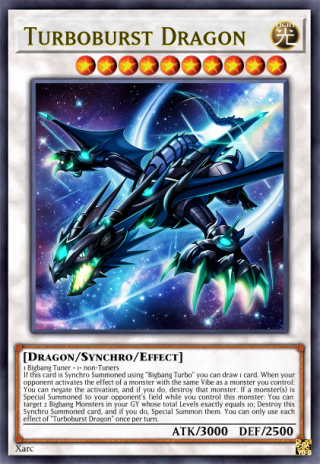 TURBOBURST DRAGON
LIGHT
光
[DRAGON/SYNCHRO/EFFECT]
1 Bigbang Tuner + 1+ non-Tuners
If this card is Synchro Summoned using "Bigbang Turbo" you can draw 1 card. When your
opponent activates the effect of a monster with the same Vibe as a monster you control:
You can negate the activation, and if you do, destroy that monster. If a monster(s) is
Special Summoned to your opponent's field while you control this monster: You can
target 2 Bigbang Monsters in your GY whose total Levels exactly equals 10; Destroy this
Synchro Summoned card, and if you do, Special Summon them. You can only use each
effect of "Turboburst Dragon" once per turn.
ATK/3000 DEF/2500
Xarc